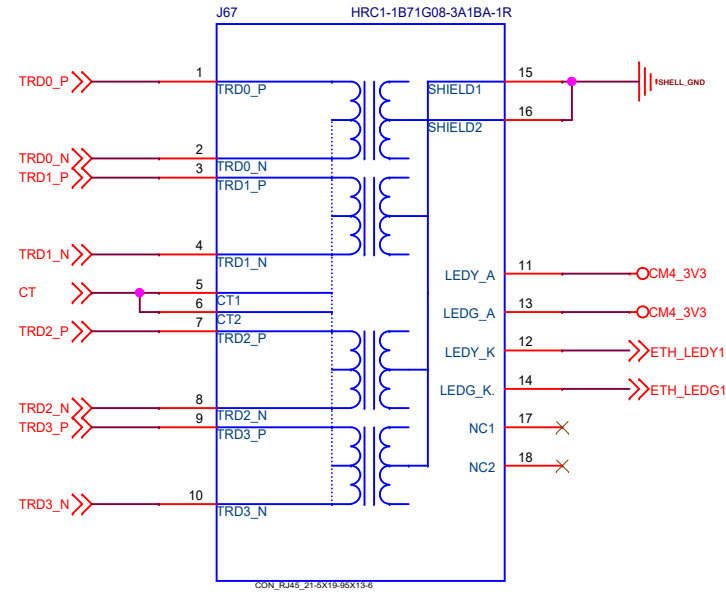 J67 HRC1-1B71G08-3A1BA-1R
TRD0_P 1 TRD0_P
SHIELD1 15 SHELL_GND
SHIELD2 16
TRD0_N 2 TRD0_N
TRD1_P 3 TRD1_P
TRD1_N 4 TRD1_N
LEDY_A 11 CM4_3V3
CT 5 CT1
6 CT2
LEDG_A 13 CM4_3V3
TRD2_P 7 TRD2_P
LEDY_K 12 ETH_LEDY1
LEDG_K. 14 ETH_LEDG1
TRD2_N 8 TRD2_N
TRD3_P 9 TRD3_P
NC1 17
NC2 18
TRD3_N 10 TRD3_N
CON_RJ45_21-5X19-95X13-6